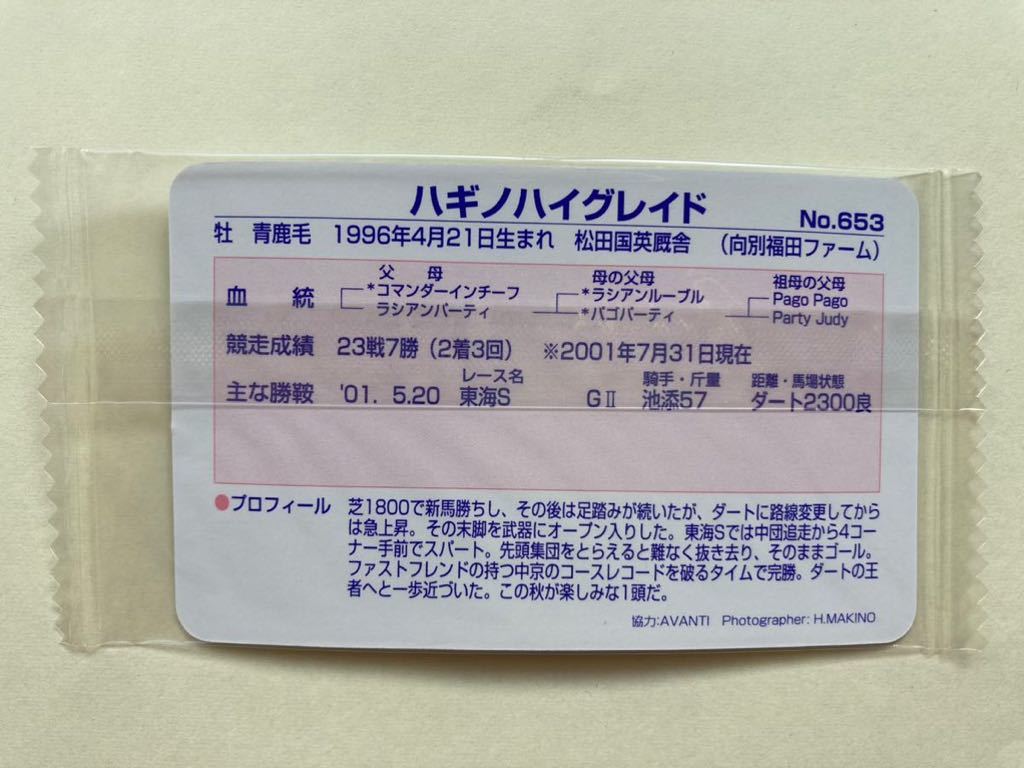 ハギノハイグレイド
No.653
牡 青鹿毛 1996年4月21日生まれ 松田国英厩舎 （向別福田ファーム）
父 母 母の父母 祖母の父母
血 統 *コマンダーインチーフ *ラシアンルーブル Pago Pago
ラシアンパーティ *パゴパーティ Party Judy
競走成績 23戦7勝（2着3回） ※2001年7月31日現在
レース名 騎手・斤量 距離・馬場状態
主な勝鞍 '01. 5.20 東海S GⅡ 池添57 ダート2300良
●プロフィール 芝1800で新馬勝ちし、その後は足踏みが続いたが、ダートに路線変更してから
は急上昇。その末脚を武器にオープン入りした。東海Sでは中団追走から4コー
ナー手前でスパート。先頭集団をとらえると難なく抜き去り、そのままゴール。
ファストフレンドの持つ中京のコースレコードを破るタイムで完勝。ダートの王
者へと一歩近づいた。この秋が楽しみな1頭だ。
協力:AVANTI Photographer: H.MAKINO